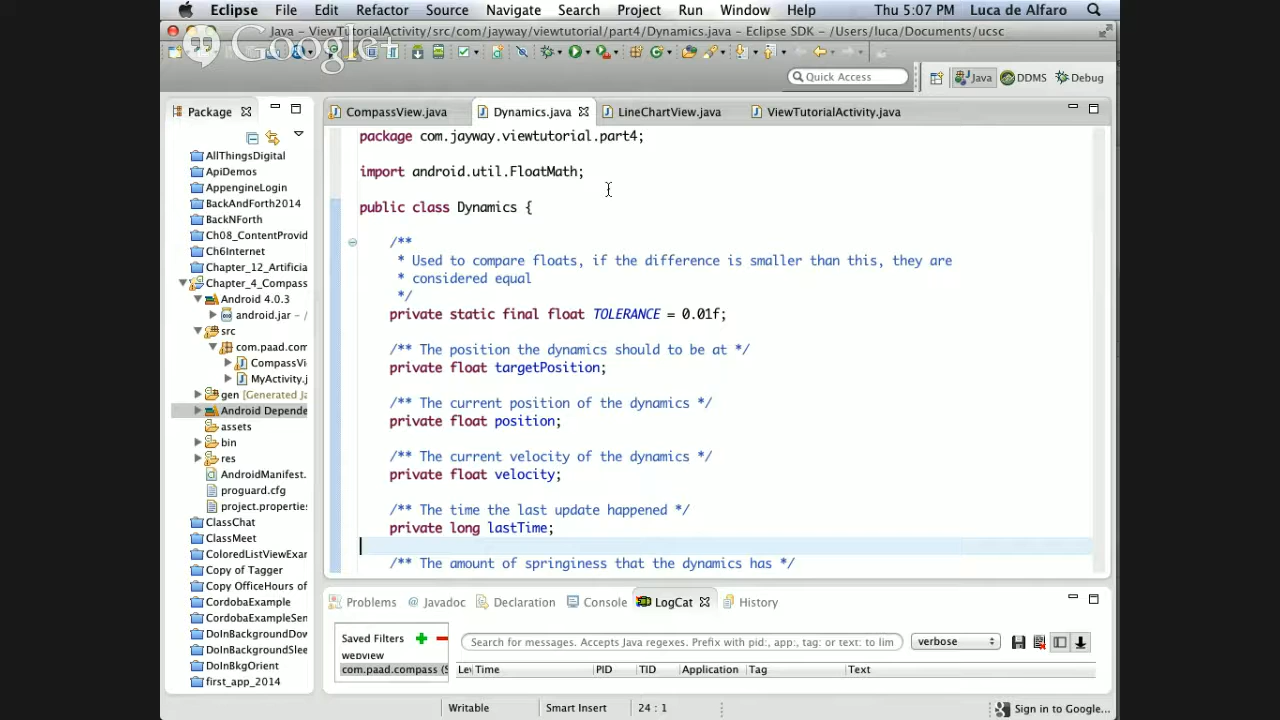 Eclipse File Edit Refactor Source Navigate Search Project Run Window Help Thu 5:07 PM Luca de Alfaro
Java – ViewTutorialActivity/src/com/jayway/viewtutorial/part4/Dynamics.java – Eclipse SDK – /Users/luca/Documents/ucsc
Google+
Quick Access Java DDMS Debug
Package
CompassView.java Dynamics.java LineChartView.java ViewTutorialActivity.java
AllThingsDigital
ApiDemos
AppengineLogin
BackAndForth2014
BackNForth
Ch08_ContentProvid
Ch6Internet
Chapter_12_Artificia
Chapter_4_Compass
Android 4.0.3
android.jar – /
src
com.paad.com
CompassVi
MyActivity.j
gen [Generated Ja
Android Depende
assets
bin
res
AndroidManifest.
proguard.cfg
project.propertie
ClassChat
ClassMeet
ColoredListViewExar
Copy of Tagger
Copy OfficeHours of
CordobaExample
CordobaExampleSen
DoInBackgroundDov
DoInBackgroundSlee
DoInBkgOrient
first_app_2014
package com.jayway.viewtutorial.part4;
import android.util.FloatMath;
public class Dynamics {
/**
* Used to compare floats, if the difference is smaller than this, they are
* considered equal
*/
private static final float TOLERANCE = 0.01f;
/** The position the dynamics should to be at */
private float targetPosition;
/** The current position of the dynamics */
private float position;
/** The current velocity of the dynamics */
private float velocity;
/** The time the last update happened */
private long lastTime;
/** The amount of springiness that the dynamics has */
Problems @ Javadoc Declaration Console LogCat History
Saved Filters
webview
com.paad.compass (S
Search for messages. Accepts Java regexes. Prefix with pid:, app:, tag: or text: to lim
verbose
Time PID TID Application Tag Text
Writable Smart Insert 24 : 1 Sign in to Google...